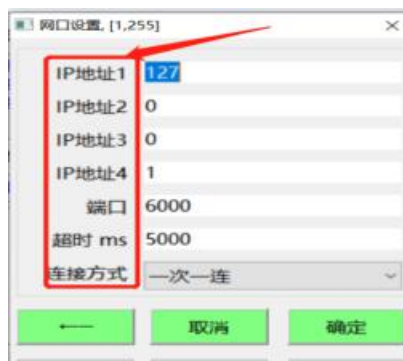 网口设置, [1,255]
IP地址1 127
IP地址2 0
IP地址3 0
IP地址4 1
端口 6000
超时 ms 5000
连接方式 一次一连
←— 取消 确定